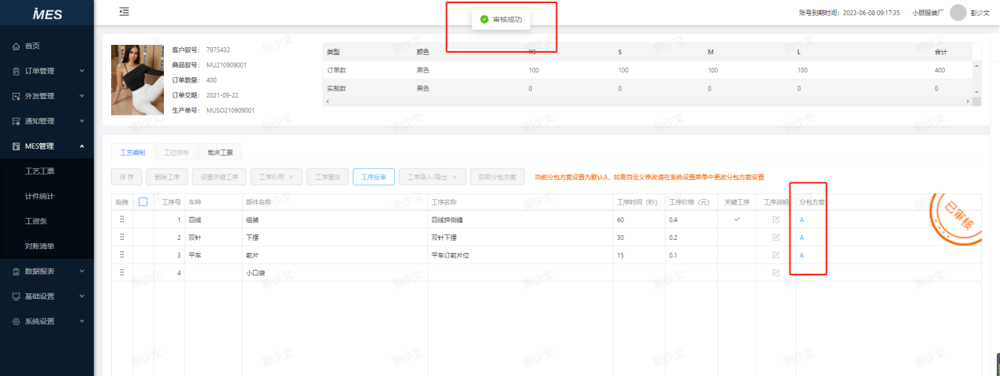 iMES
审核成功
账号到期时间: 2023-06-08 09:17:35 小顾服装厂 彭少文
首页
订单管理
外发管理
通知管理
MES管理
工艺工票
计件统计
工资条
对账清单
数据报表
基础设置
系统设置
客户款号: 7975432
商品款号: MU210909001
订单数量: 400
订单交期: 2021-09-22
生产单号: MUSO210909001
类型 颜色 XS S M L 合计
订单数 黑色 100 100 100 100 400
实裁数 黑色 0 0 0 0 0
工艺编制 工位排布 裁床工票
保存 删除工序 设置关键工序 工序引用 工序重排 工序反审 工序导入/导出 获取分包方案 当前分包方案设置为默认A，如需自定义修改请在系统设置菜单中更改分包方案设置
拖拽 工序号 车种 部件名称 工序名称 工序时间（秒） 工序价格（元） 关键工序 工序说明 分包方案
1 四线 组装 四线拼侧缝 60 0.4 A
2 双针 下摆 双针下摆 30 0.2 A
3 平车 前片 平车订前片位 15 0.1 A
4 小口袋
已审核
彭少文